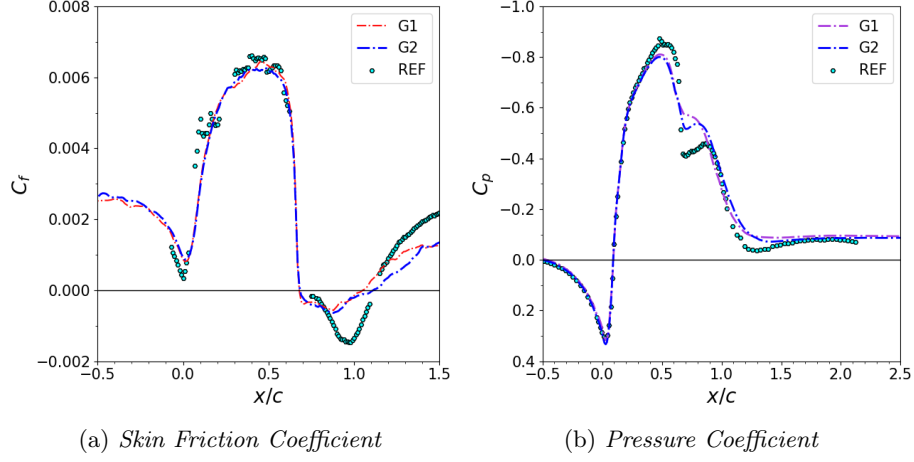 G1
G2
REF
0.008
0.006
0.004
0.002
0.000
−0.002
C_f
−0.5 0.0 0.5 1.0 1.5
x/c
(a) Skin Friction Coefficient
G1
G2
REF
−1.0
−0.8
−0.6
−0.4
−0.2
0.0
0.2
0.4
C_p
−0.5 0.0 0.5 1.0 1.5 2.0 2.5
x/c
(b) Pressure Coefficient